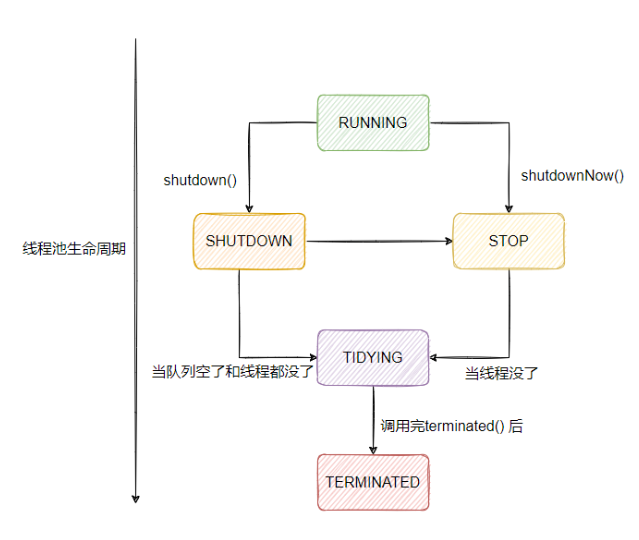 RUNNING
shutdown()
shutdownNow()
线程池生命周期
SHUTDOWN
STOP
当队列空了和线程都没了
TIDYING
当线程没了
调用完terminated() 后
TERMINATED